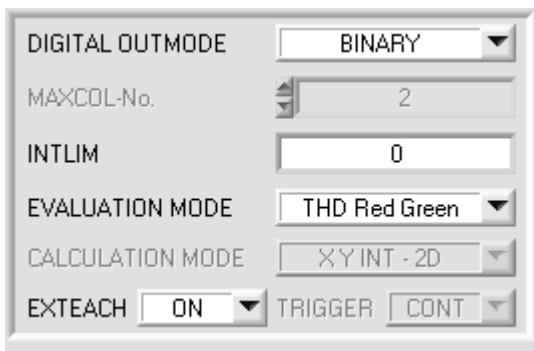 DIGITAL OUTMODE BINARY
MAXCOL-No. 2
INTLIM 0
EVALUATION MODE THD Red Green
CALCULATION MODE X Y INT - 2D
EXTEACH ON TRIGGER CONT